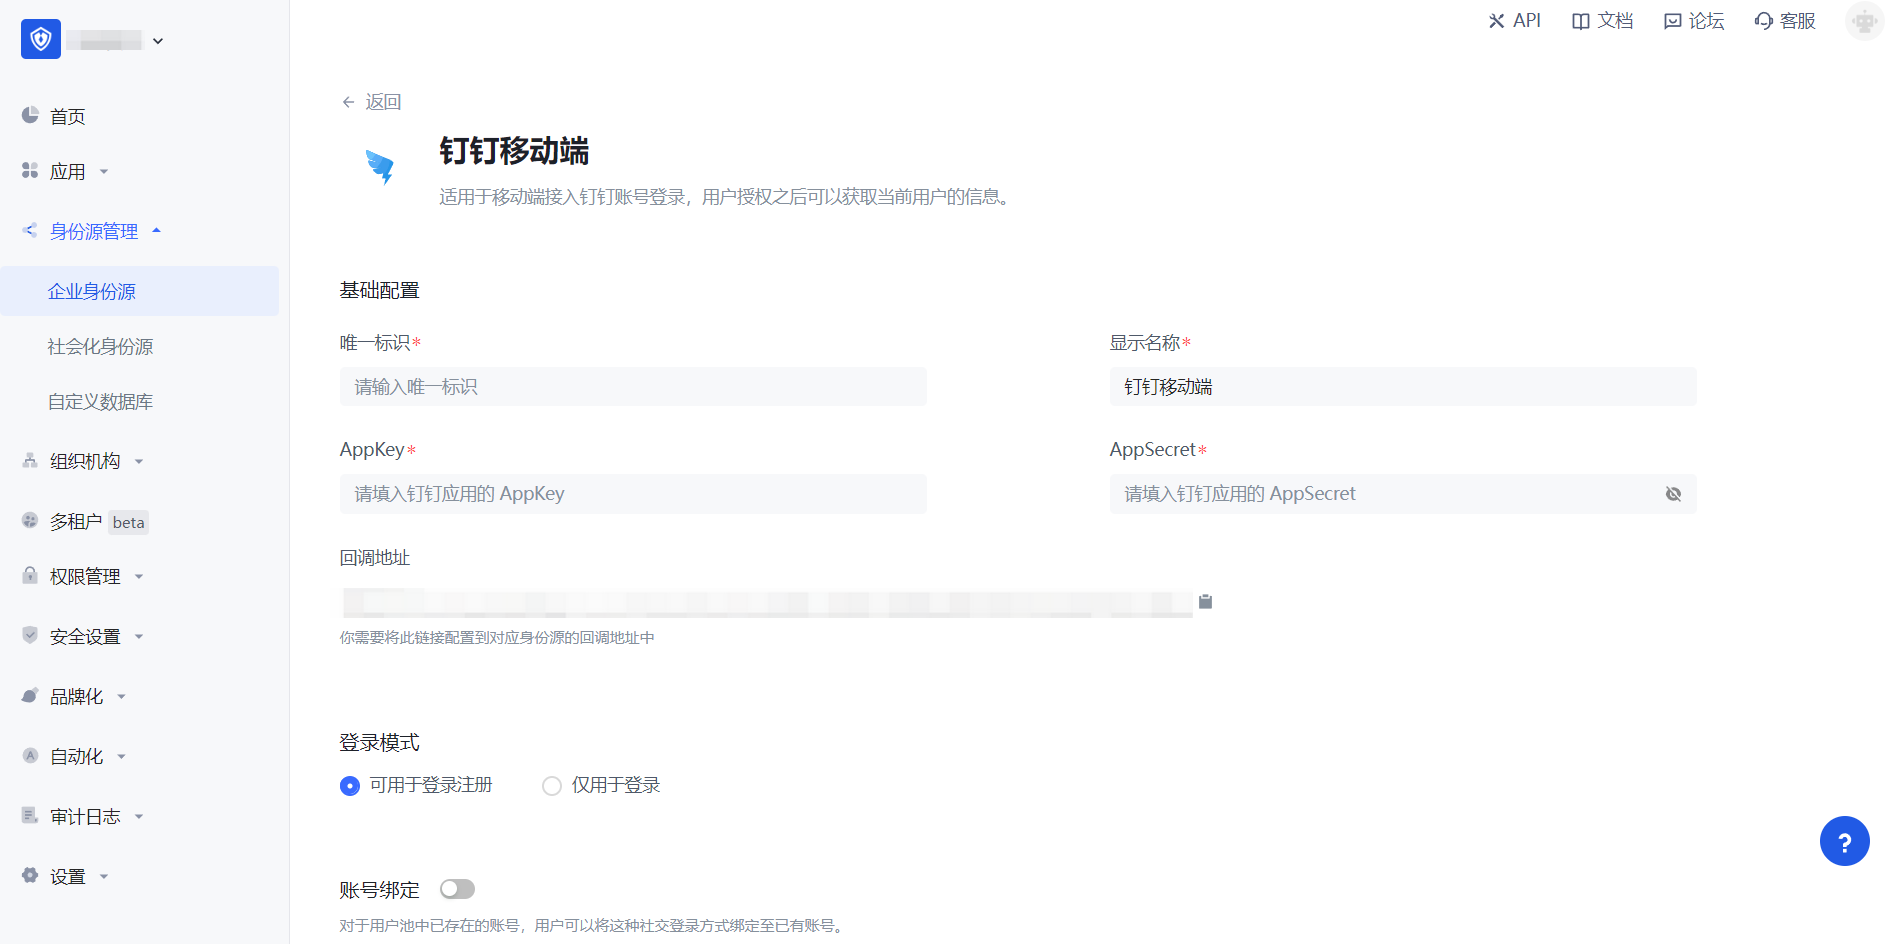 API
文档
论坛
客服
首页
应用
身份源管理
企业身份源
社会化身份源
自定义数据库
组织机构
多租户 beta
权限管理
安全设置
品牌化
自动化
审计日志
设置
返回
钉钉移动端
适用于移动端接入钉钉账号登录，用户授权之后可以获取当前用户的信息。
基础配置
唯一标识*
请输入唯一标识
显示名称*
钉钉移动端
AppKey*
请填入钉钉应用的 AppKey
AppSecret*
请填入钉钉应用的 AppSecret
回调地址
你需要将此链接配置到对应身份源的回调地址中
登录模式
可用于登录注册
仅用于登录
账号绑定
对于用户池中已存在的账号，用户可以将这种社交登录方式绑定至已有账号。
?